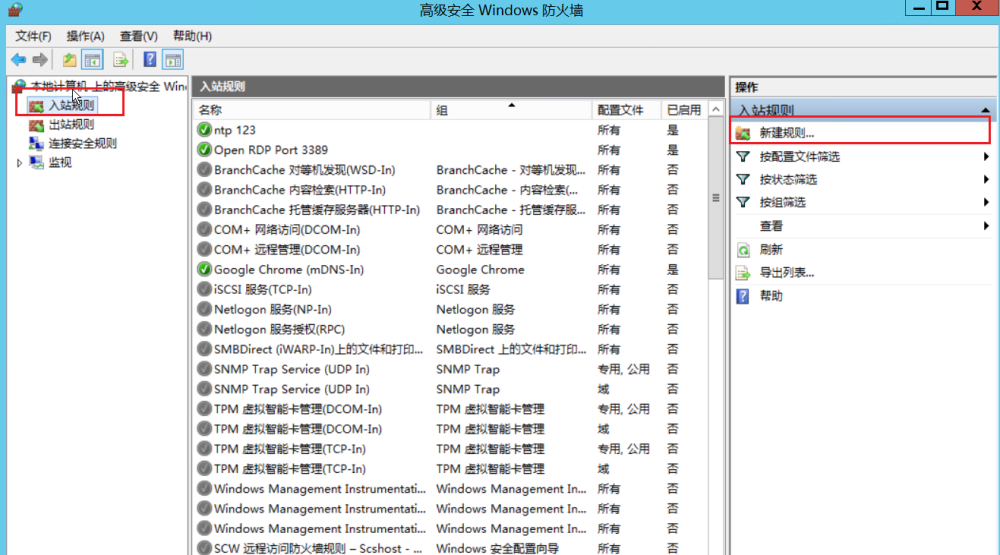 高级安全 Windows 防火墙
文件(F) 操作(A) 查看(V) 帮助(H)
本地计算机 上的高级安全 Win
入站规则
出站规则
连接安全规则
监视
入站规则
名称 组 配置文件 已启用
ntp 123 所有 是
Open RDP Port 3389 所有 是
BranchCache 对等机发现(WSD-In) BranchCache - 对等机发现... 所有 否
BranchCache 内容检索(HTTP-In) BranchCache - 内容检索(... 所有 否
BranchCache 托管缓存服务器(HTTP-In) BranchCache - 托管缓存服... 所有 否
COM+ 网络访问(DCOM-In) COM+ 网络访问 所有 否
COM+ 远程管理(DCOM-In) COM+ 远程管理 所有 否
Google Chrome (mDNS-In) Google Chrome 所有 是
iSCSI 服务(TCP-In) iSCSI 服务 所有 否
Netlogon 服务(NP-In) Netlogon 服务 所有 否
Netlogon 服务授权(RPC) Netlogon 服务 所有 否
SMBDirect (iWARP-In)上的文件和打印... SMBDirect 上的文件和打印... 所有 否
SNMP Trap Service (UDP In) SNMP Trap 专用, 公用 否
SNMP Trap Service (UDP In) SNMP Trap 域 否
TPM 虚拟智能卡管理(DCOM-In) TPM 虚拟智能卡管理 专用, 公用 否
TPM 虚拟智能卡管理(DCOM-In) TPM 虚拟智能卡管理 域 否
TPM 虚拟智能卡管理(TCP-In) TPM 虚拟智能卡管理 专用, 公用 否
TPM 虚拟智能卡管理(TCP-In) TPM 虚拟智能卡管理 域 否
Windows Management Instrumentati... Windows Management In... 所有 否
Windows Management Instrumentati... Windows Management In... 所有 否
Windows Management Instrumentati... Windows Management In... 所有 否
SCW 远程访问防火墙规则 – Scshost - ... Windows 安全配置向导 所有 否
操作
入站规则
新建规则...
按配置文件筛选
按状态筛选
按组筛选
查看
刷新
导出列表...
帮助